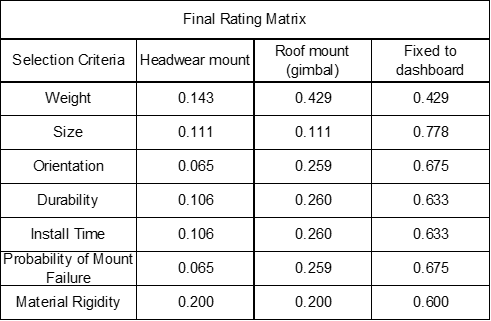 Final Rating Matrix
Selection Criteria Headwear mount Roof mount (gimbal) Fixed to dashboard
Weight 0.143 0.429 0.429
Size 0.111 0.111 0.778
Orientation 0.065 0.259 0.675
Durability 0.106 0.260 0.633
Install Time 0.106 0.260 0.633
Probability of Mount Failure 0.065 0.259 0.675
Material Rigidity 0.200 0.200 0.600